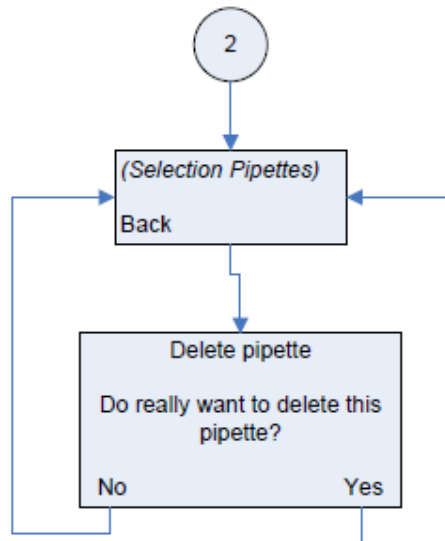 2
(Selection Pipettes)
Back
Delete pipette
Do really want to delete this
pipette?
No Yes